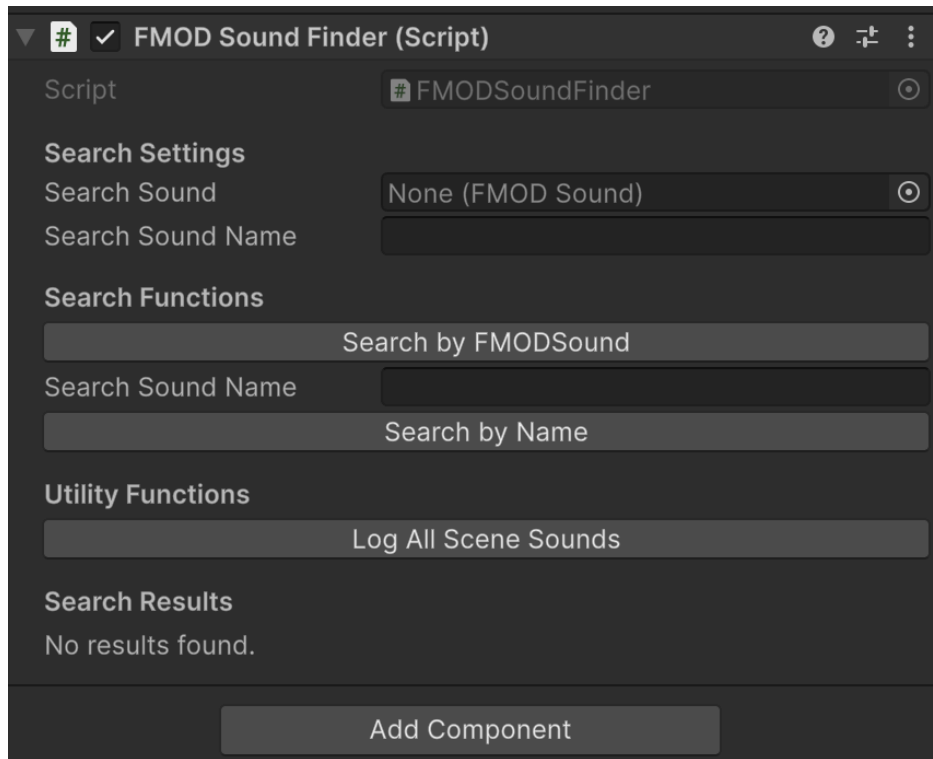 # FMOD Sound Finder (Script)
Script # FMODSoundFinder
Search Settings
Search Sound None (FMOD Sound)
Search Sound Name
Search Functions
Search by FMODSound
Search Sound Name
Search by Name
Utility Functions
Log All Scene Sounds
Search Results
No results found.
Add Component